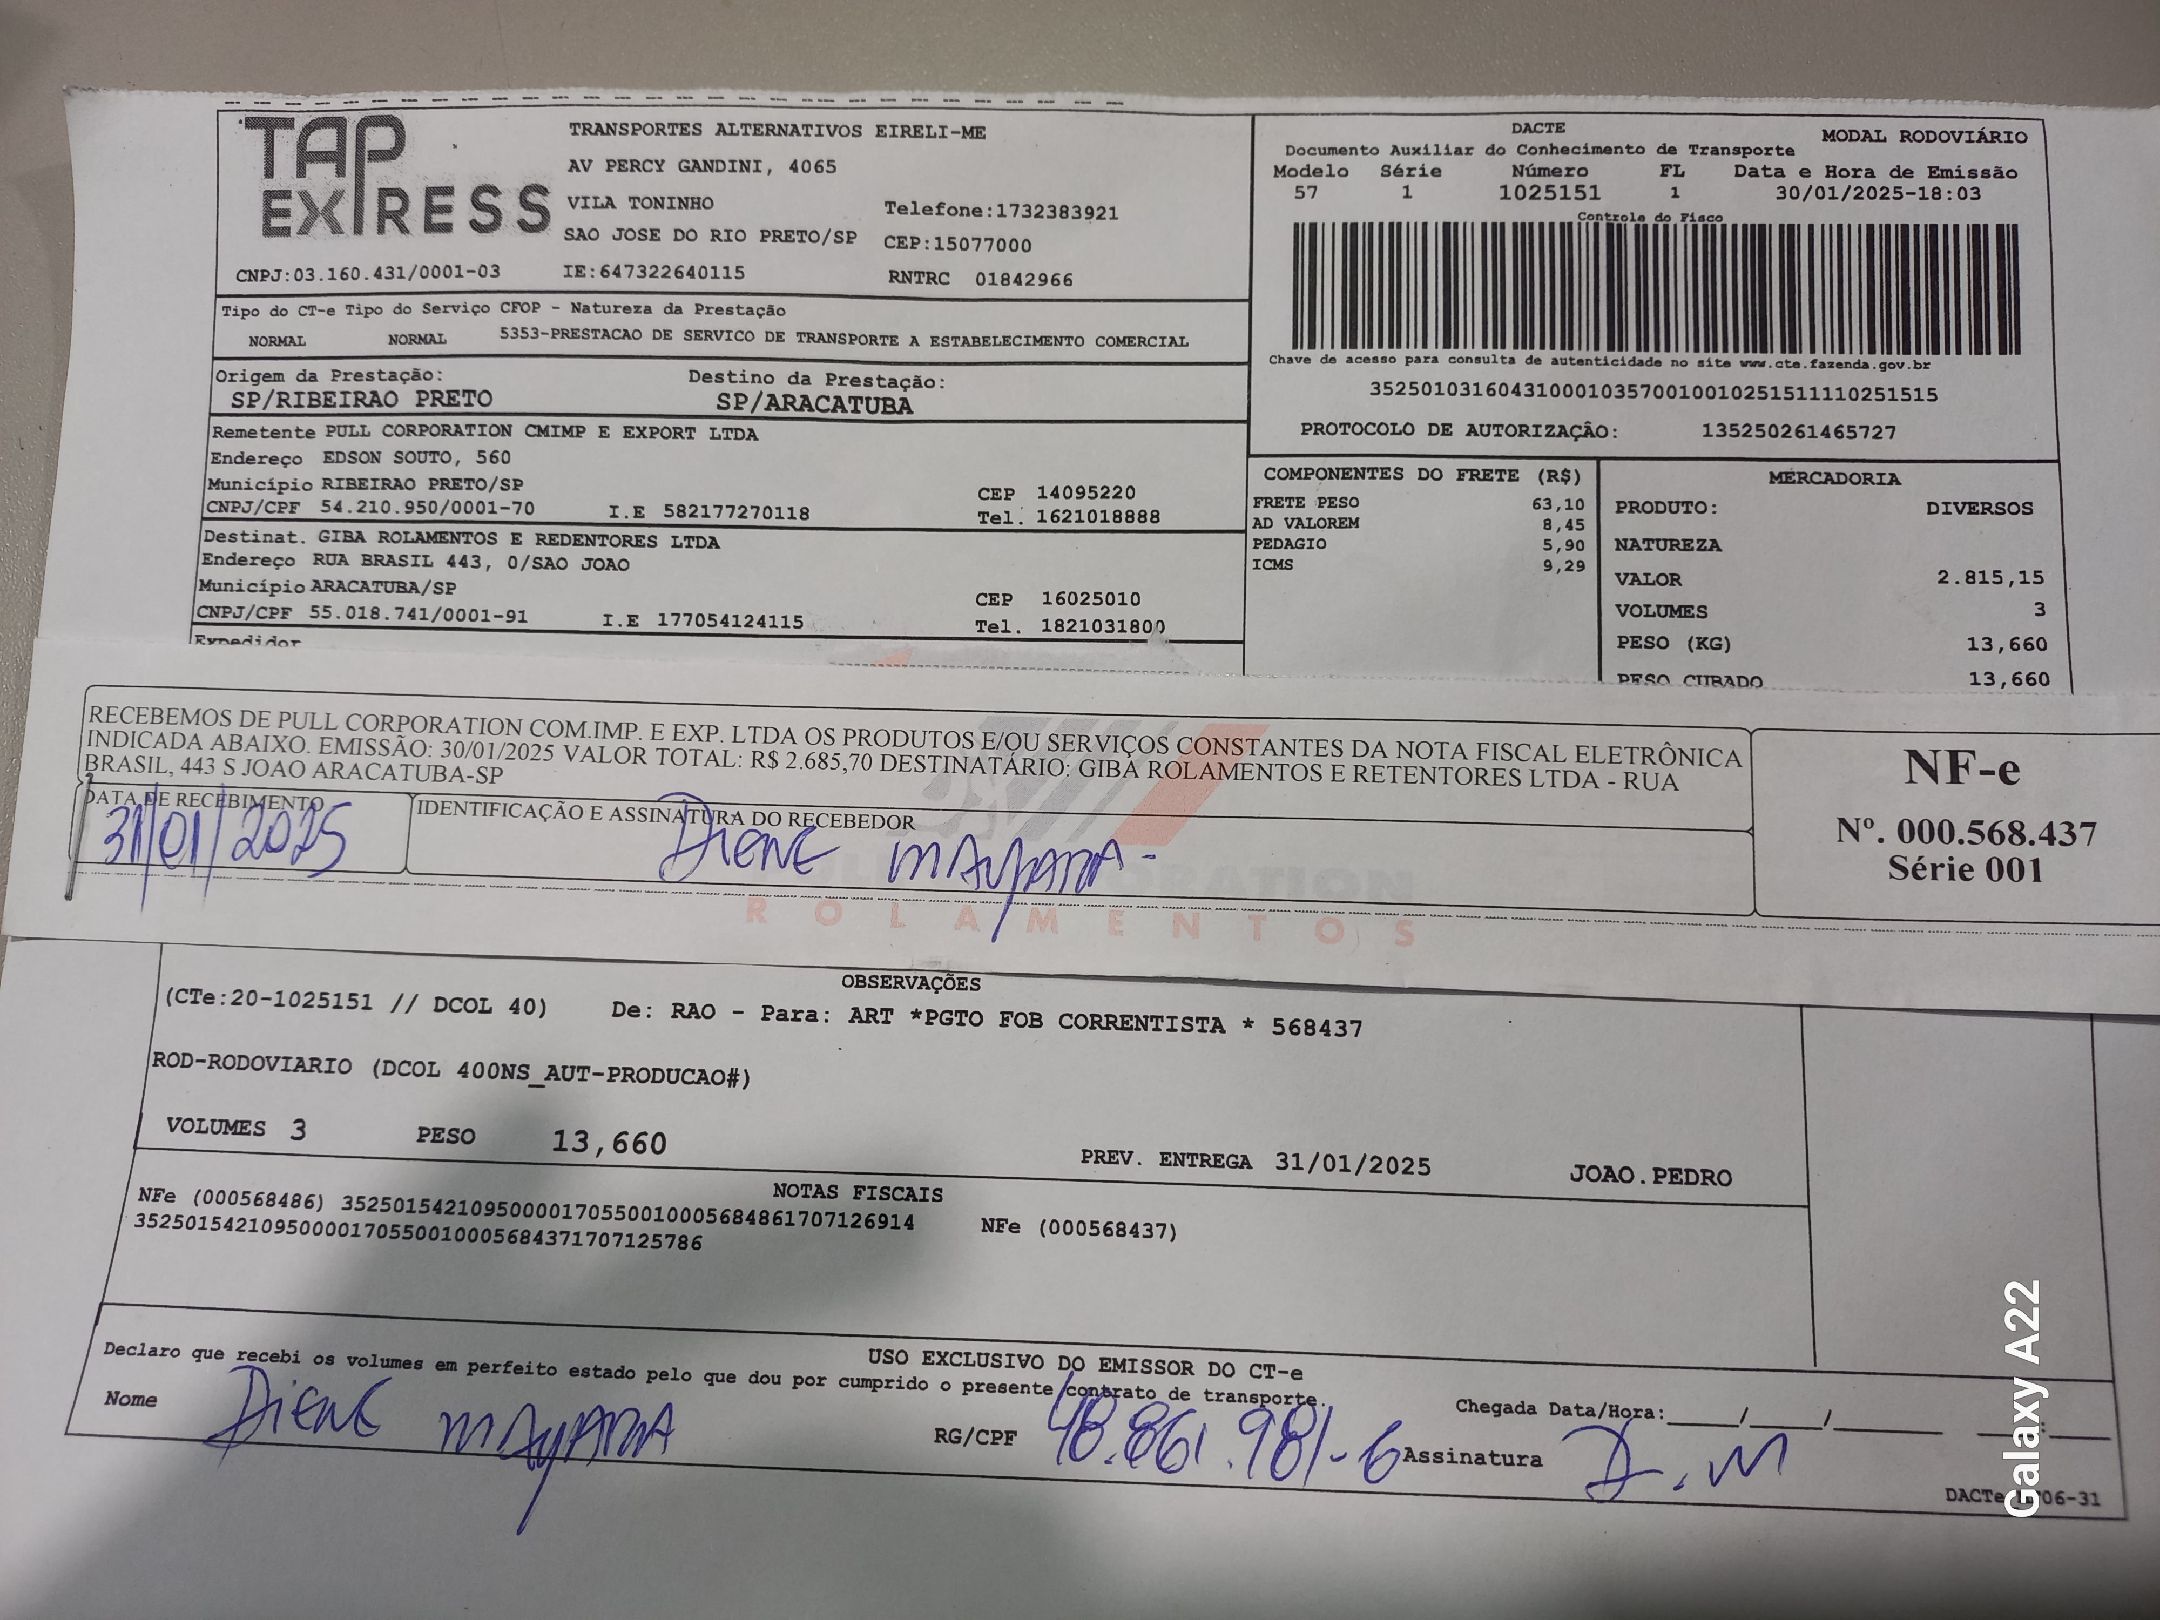 TAP EXPRESS
TRANSPORTES ALTERNATIVOS EIRELI-ME
AV PERCY GANDINI, 4065
VILA TONINHO Telefone:1732383921
SAO JOSE DO RIO PRETO/SP CEP:15077000
CNPJ:03.160.431/0001-03 IE:647322640115 RNTRC 01842966
DACTE MODAL RODOVIÁRIO
Documento Auxiliar do Conhecimento de Transporte
Modelo Série Número FL Data e Hora de Emissão
57 1 1025151 1 30/01/2025-18:03
Controle do Fisco
Chave de acesso para consulta de autenticidade no site www.cte.fazenda.gov.br
35250103160431000103570010010251511110251515
PROTOCOLO DE AUTORIZAÇÃO: 135250261465727
Tipo do CT-e Tipo do Serviço CFOP - Natureza da Prestação
NORMAL NORMAL 5353-PRESTACAO DE SERVICO DE TRANSPORTE A ESTABELECIMENTO COMERCIAL
Origem da Prestação: Destino da Prestação:
SP/RIBEIRAO PRETO SP/ARACATUBA
Remetente PULL CORPORATION CMIMP E EXPORT LTDA
Endereço EDSON SOUTO, 560
Município RIBEIRAO PRETO/SP CEP 14095220
CNPJ/CPF 54.210.950/0001-70 I.E 582177270118 Tel. 1621018888
Destinat. GIBA ROLAMENTOS E REDENTORES LTDA
Endereço RUA BRASIL 443, 0/SAO JOAO
Município ARACATUBA/SP CEP 16025010
CNPJ/CPF 55.018.741/0001-91 I.E 177054124115 Tel. 1821031800
Expedidor
COMPONENTES DO FRETE (R$)
FRETE PESO 63,10
AD VALOREM 8,45
PEDAGIO 5,90
ICMS 9,29
MERCADORIA
PRODUTO: DIVERSOS
NATUREZA
VALOR 2.815,15
VOLUMES 3
PESO (KG) 13,660
PESO CUBADO 13,660
RECEBEMOS DE PULL CORPORATION COM.IMP. E EXP. LTDA OS PRODUTOS E/OU SERVIÇOS CONSTANTES DA NOTA FISCAL ELETRÔNICA
INDICADA ABAIXO. EMISSÃO: 30/01/2025 VALOR TOTAL: R$ 2.685,70 DESTINATÁRIO: GIBA ROLAMENTOS E RETENTORES LTDA - RUA
BRASIL, 443 S JOAO ARACATUBA-SP
DATA DE RECEBIMENTO IDENTIFICAÇÃO E ASSINATURA DO RECEBEDOR
31/01/2025 Diene Mayara-
NF-e
Nº. 000.568.437
Série 001
ROLAMENTOS
OBSERVAÇÕES
(CTe:20-1025151 // DCOL 40) De: RAO - Para: ART *PGTO FOB CORRENTISTA * 568437
ROD-RODOVIARIO (DCOL 400NS_AUT-PRODUCAO#)
VOLUMES 3 PESO 13,660 PREV. ENTREGA 31/01/2025 JOAO.PEDRO
NOTAS FISCAIS
NFe (000568486) 35250154210950000170550010005684861707126914 NFe (000568437)
35250154210950000170550010005684371707125786
USO EXCLUSIVO DO EMISSOR DO CT-e
Declaro que recebi os volumes em perfeito estado pelo que dou por cumprido o presente contrato de transporte.
Nome Diene Mayara RG/CPF 48.861.981-6 Assinatura D.M Chegada Data/Hora:____/____/______ ___:____
DACTe 06-31
Galaxy A22